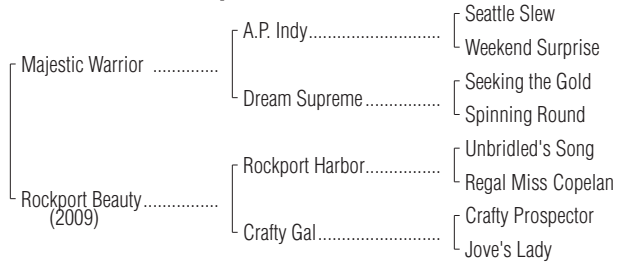 Seattle Slew
A.P. Indy...........................
Weekend Surprise
Majestic Warrior ..............
Seeking the Gold
Dream Supreme ................
Spinning Round
Unbridled's Song
Rockport Harbor................
Regal Miss Copelan
Rockport Beauty................
(2009)
Crafty Prospector
Crafty Gal..........................
Jove's Lady